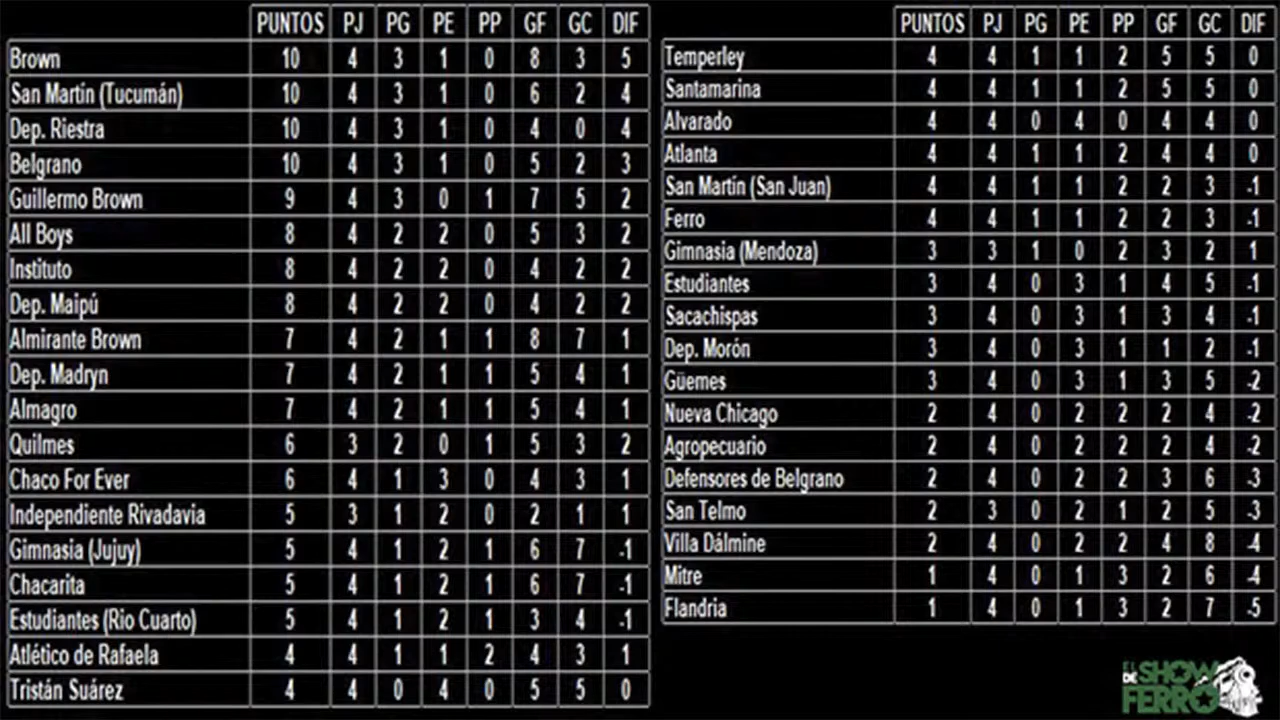 PUNTOS PJ PG PE PP GF GC DIF
Brown 10 4 3 1 0 8 3 5
San Martín (Tucumán) 10 4 3 1 0 6 2 4
Dep. Riestra 10 4 3 1 0 4 0 4
Belgrano 10 4 3 1 0 5 2 3
Guillermo Brown 9 4 3 0 1 7 5 2
All Boys 8 4 2 2 0 5 3 2
Instituto 8 4 2 2 0 4 2 2
Dep. Maipú 8 4 2 2 0 4 2 2
Almirante Brown 7 4 2 1 1 8 7 1
Dep. Madryn 7 4 2 1 1 5 4 1
Almagro 7 4 2 1 1 5 4 1
Quilmes 6 3 2 0 1 5 3 2
Chaco For Ever 6 4 1 3 0 4 3 1
Independiente Rivadavia 5 3 1 2 0 2 1 1
Gimnasia (Jujuy) 5 4 1 2 1 6 7 -1
Chacarita 5 4 1 2 1 6 7 -1
Estudiantes (Rio Cuarto) 5 4 1 2 1 3 4 -1
Atlético de Rafaela 4 4 1 1 2 4 3 1
Tristán Suárez 4 4 0 4 0 5 5 0
PUNTOS PJ PG PE PP GF GC DIF
Temperley 4 4 1 1 2 5 5 0
Santamarina 4 4 1 1 2 5 5 0
Alvarado 4 4 0 4 0 4 4 0
Atlanta 4 4 1 1 2 4 4 0
San Martín (San Juan) 4 4 1 1 2 2 3 -1
Ferro 4 4 1 1 2 2 3 -1
Gimnasia (Mendoza) 3 3 1 0 2 3 2 1
Estudiantes 3 4 0 3 1 4 5 -1
Sacachispas 3 4 0 3 1 3 4 -1
Dep. Morón 3 4 0 3 1 1 2 -1
Güemes 3 4 0 3 1 3 5 -2
Nueva Chicago 2 4 0 2 2 2 4 -2
Agropecuario 2 4 0 2 2 2 4 -2
Defensores de Belgrano 2 4 0 2 2 3 6 -3
San Telmo 2 3 0 2 1 2 5 -3
Villa Dálmine 2 4 0 2 2 4 8 -4
Mitre 1 4 0 1 3 2 6 -4
Flandria 1 4 0 1 3 2 7 -5
EL SHOW
DE FERRO